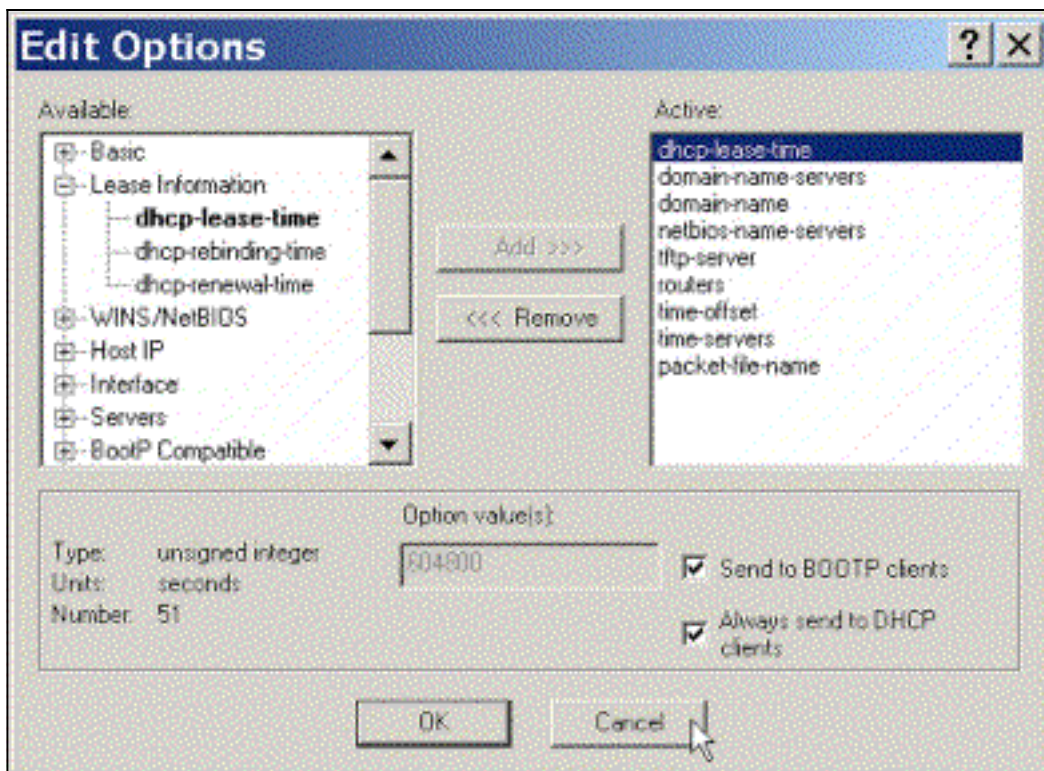 Edit Options
Available:
Active:
Basic
Lease Information
dhcp-lease-time
dhcp-rebinding-time
dhcp-renewal-time
WINS/NetBIOS
Host IP
Interface
Servers
BootP Compatible
Add >>>
<<< Remove
dhcp-lease-time
domain-name-servers
domain-name
netbios-name-servers
tftp-server
routers
time-offset
time-servers
packet-file-name
Option value(s):
Type: unsigned integer
Units: seconds
Number: 51
604800
Send to BOOTP clients
Always send to DHCP
clients
OK
Cancel